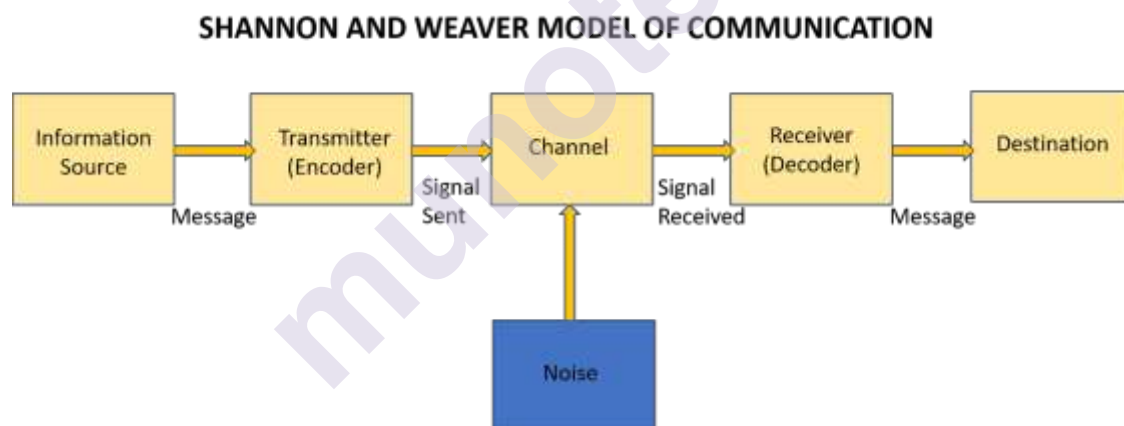 SHANNON AND WEAVER MODEL OF COMMUNICATION
Information
Source
Message
Transmitter
(Encoder)
Signal
Sent
Channel
Signal
Received
Receiver
(Decoder)
Message
Destination
Noise
munote